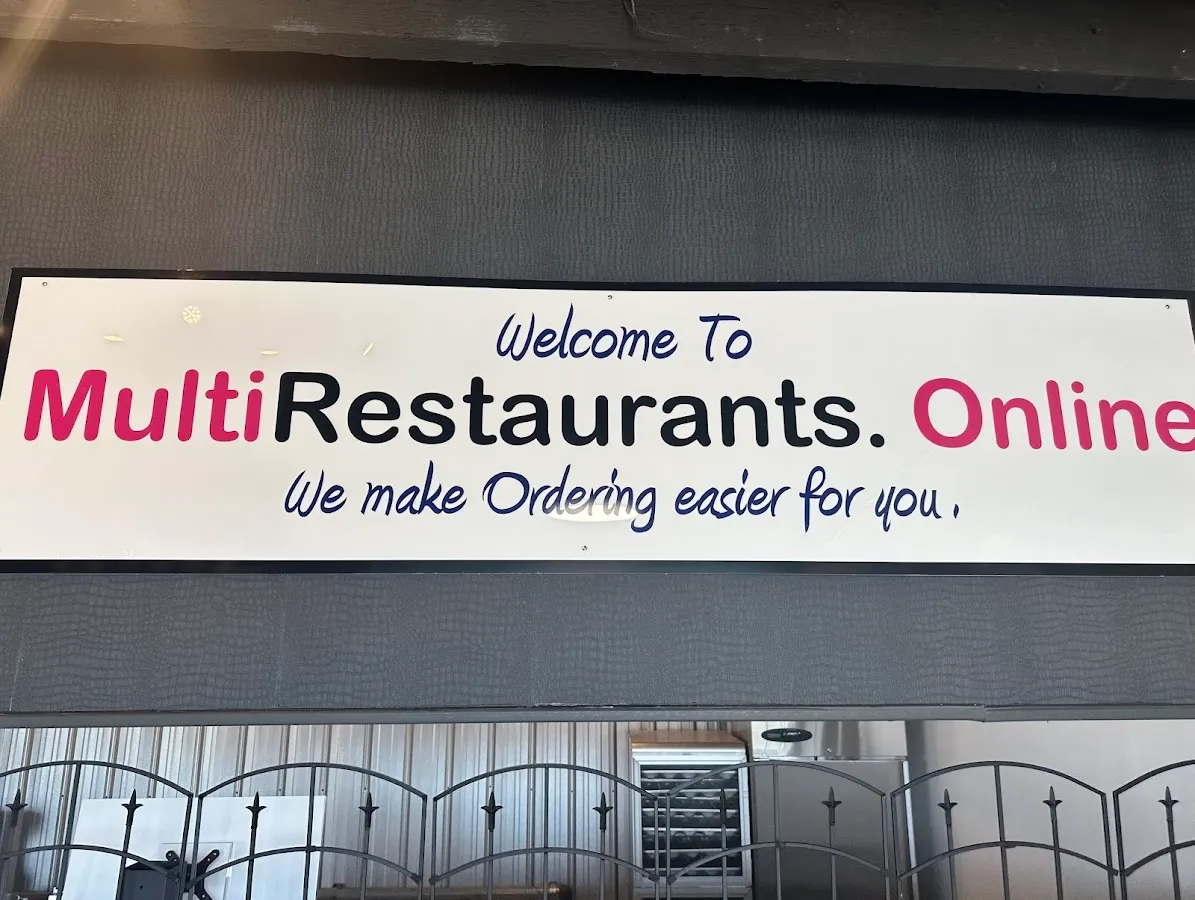 Welcome To
MultiRestaurants. Online
We make Ordering easier for you.